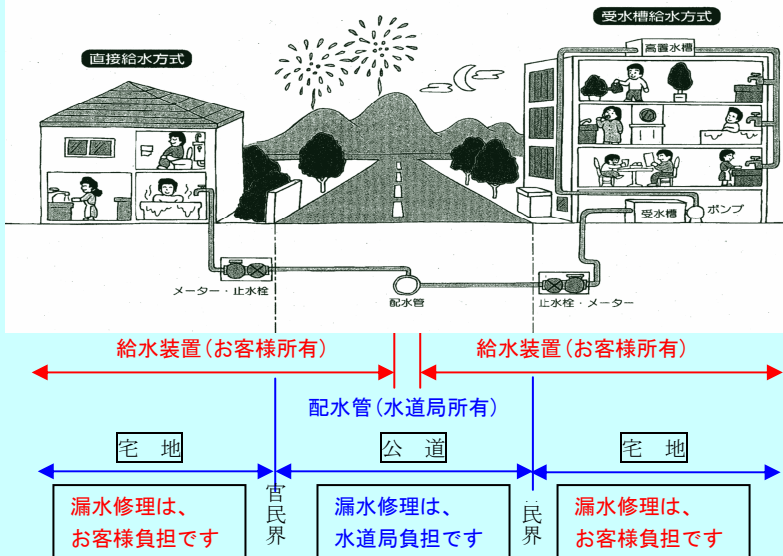 受水槽給水方式
直接給水方式
高置水槽
受水槽
ポンプ
メーター・止水栓
配水管
止水栓・メーター
給水装置(お客様所有)
給水装置(お客様所有)
配水管(水道局所有)
宅 地
公 道
宅 地
漏水修理は、
お客様負担です
官民界
漏水修理は、
水道局負担です
民界
漏水修理は、
お客様負担です